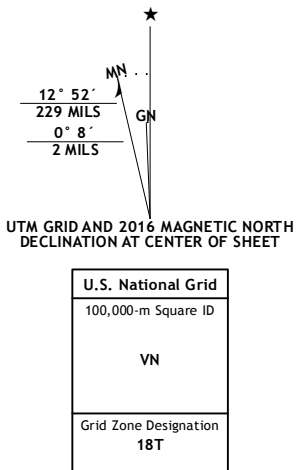 MN
GN
12° 52´
229 MILS
0° 8´
2 MILS
UTM GRID AND 2016 MAGNETIC NORTH
DECLINATION AT CENTER OF SHEET
U.S. National Grid
100,000-m Square ID
VN
Grid Zone Designation
18T